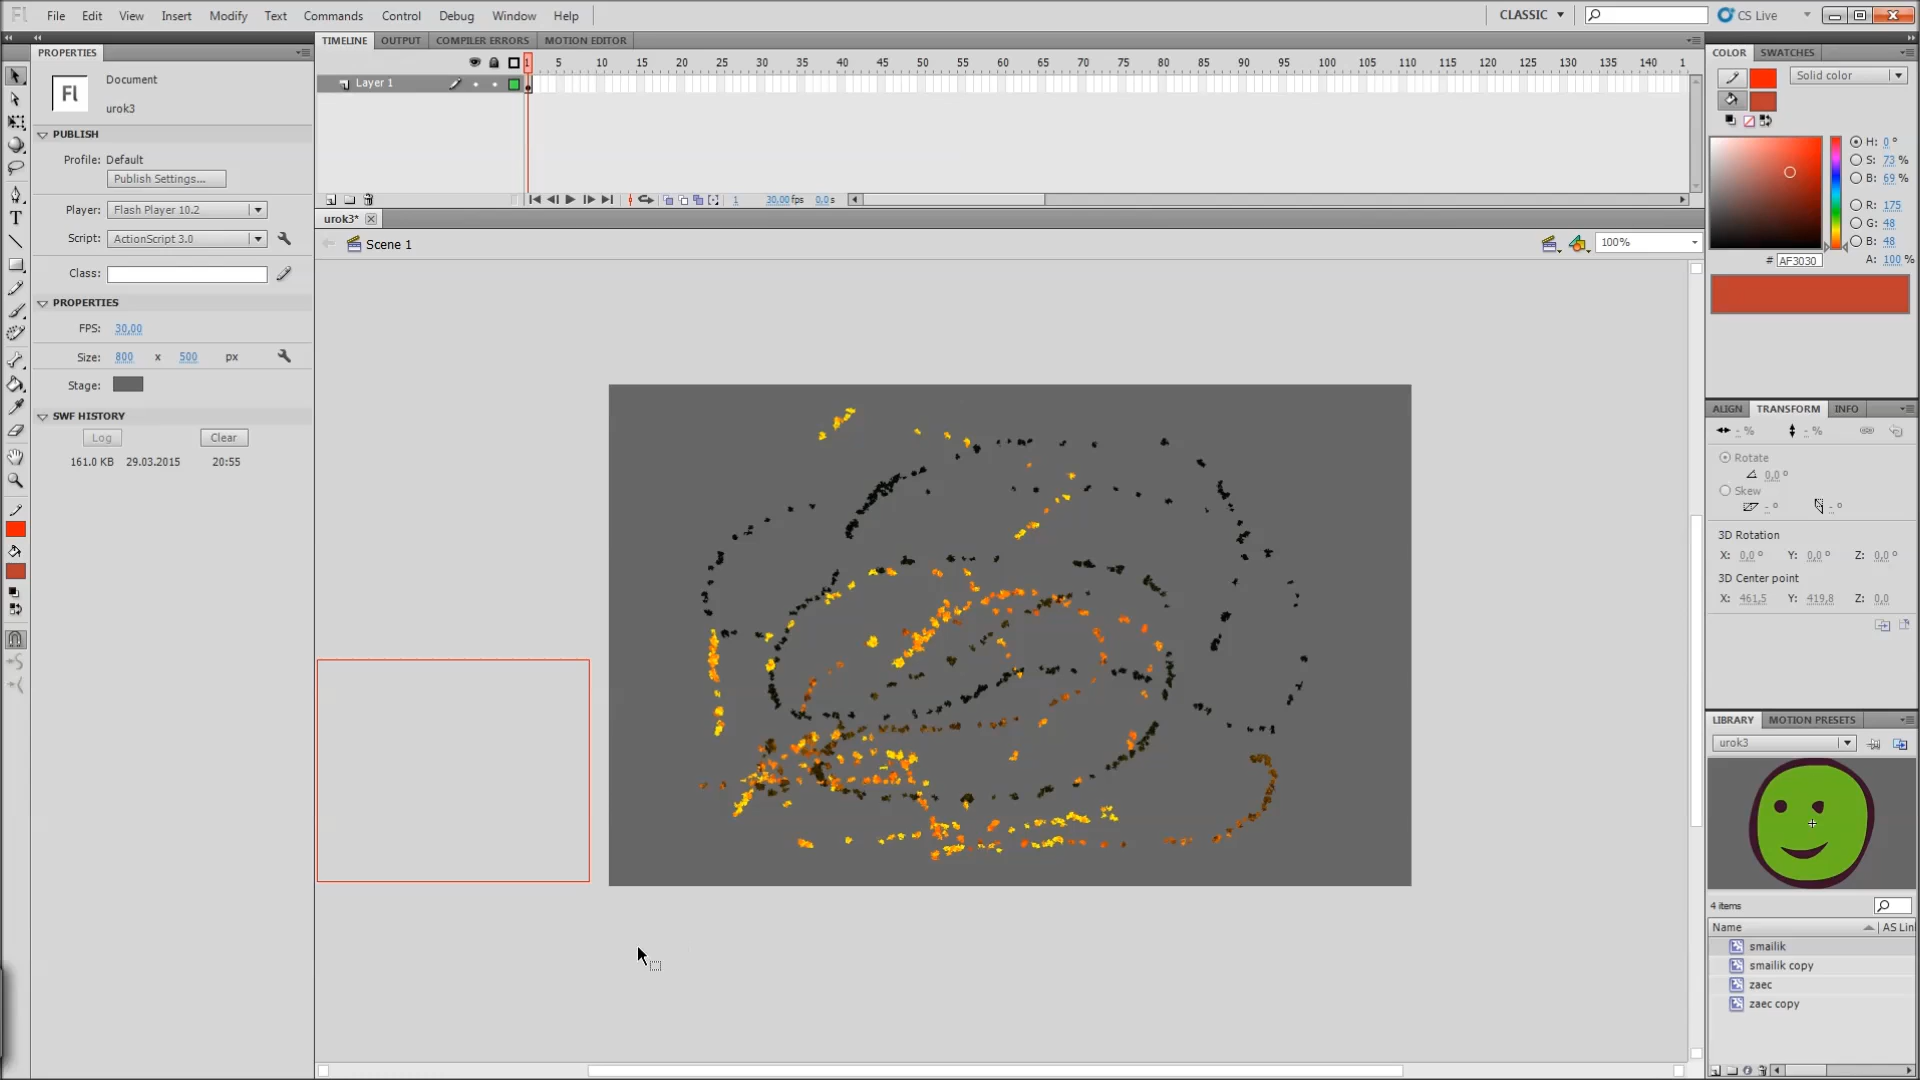 Fl File Edit View Insert Modify Text Commands Control Debug Window Help CLASSIC CS Live
PROPERTIES
Fl
Document
urok3
PUBLISH
Profile: Default
Publish Settings...
Player: Flash Player 10.2
Script: ActionScript 3.0
Class:
PROPERTIES
FPS: 30,00
Size: 800 x 500 px
Stage:
SWF HISTORY
Log Clear
161.0 KB 29.03.2015 20:55
T
TIMELINE OUTPUT COMPILER ERRORS MOTION EDITOR
1 5 10 15 20 25 30 35 40 45 50 55 60 65 70 75 80 85 90 95 100 105 110 115 120 125 130 135 140 1
Layer 1
1 30,00 fps 0,0 s
urok3*
Scene 1
100%
COLOR SWATCHES
Solid color
H: 0 °
S: 73 %
B: 69 %
R: 175
G: 48
B: 48
# AF3030 A: 100 %
ALIGN TRANSFORM INFO
- % - %
Rotate
0,0 °
Skew
- ° - °
3D Rotation
X: 0,0 ° Y: 0,0 ° Z: 0,0 °
3D Center point
X: 461,5 Y: 419,8 Z: 0,0
LIBRARY MOTION PRESETS
urok3
4 items
Name AS Lin
smailik
smailik copy
zaec
zaec copy